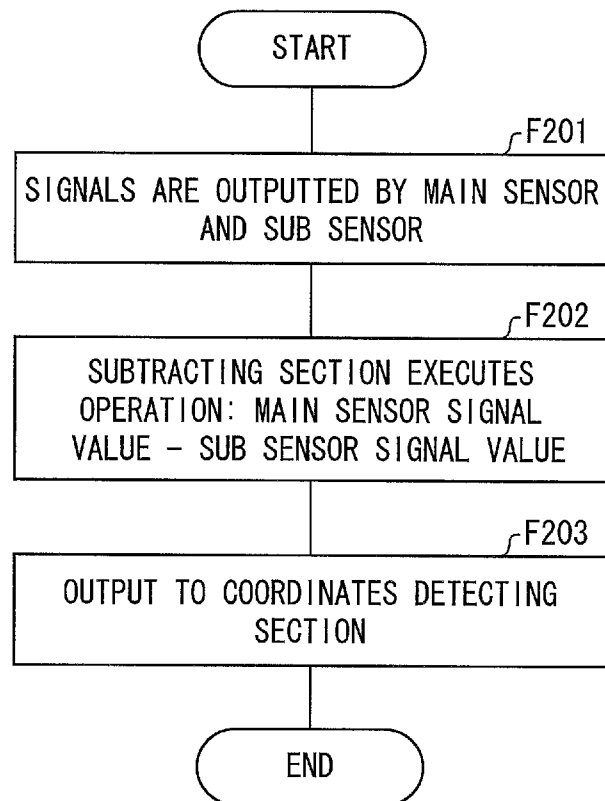 START
F201
SIGNALS ARE OUTPUTTED BY MAIN SENSOR
AND SUB SENSOR
F202
SUBTRACTING SECTION EXECUTES
OPERATION: MAIN SENSOR SIGNAL
VALUE – SUB SENSOR SIGNAL VALUE
F203
OUTPUT TO COORDINATES DETECTING
SECTION
END